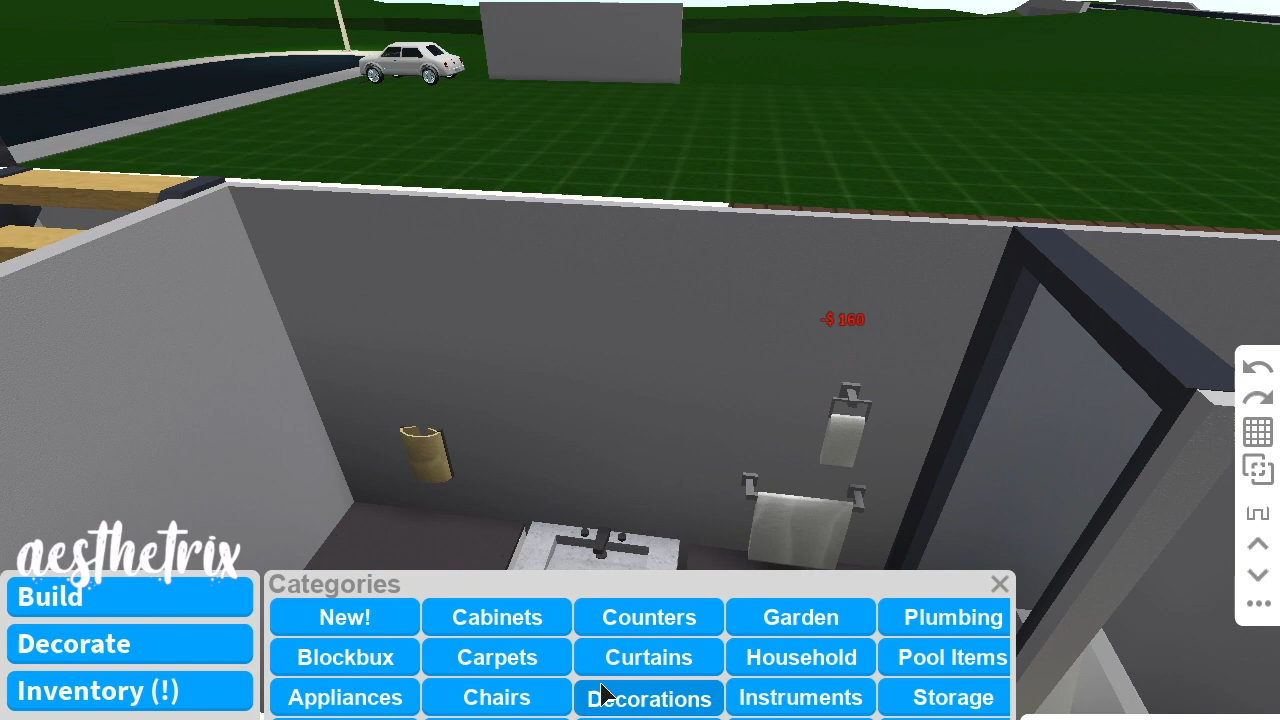 -$ 160
aesthetrix
Build
Decorate
Inventory (!)
Categories
New! Cabinets Counters Garden Plumbing
Blockbux Carpets Curtains Household Pool Items
Appliances Chairs Decorations Instruments Storage